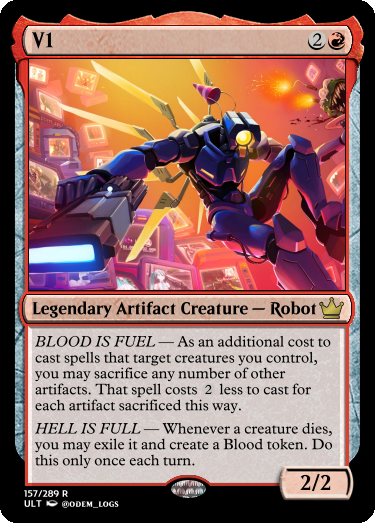 V1 2
Legendary Artifact Creature — Robot
BLOOD IS FUEL — As an additional cost to
cast spells that target creatures you control,
you may sacrifice any number of other
artifacts. That spell costs 2 less to cast for
each artifact sacrificed this way.
HELL IS FULL — Whenever a creature dies,
you may exile it and create a Blood token. Do
this only once each turn.
2/2
157/289 R
ULT @ODEM_LOGS